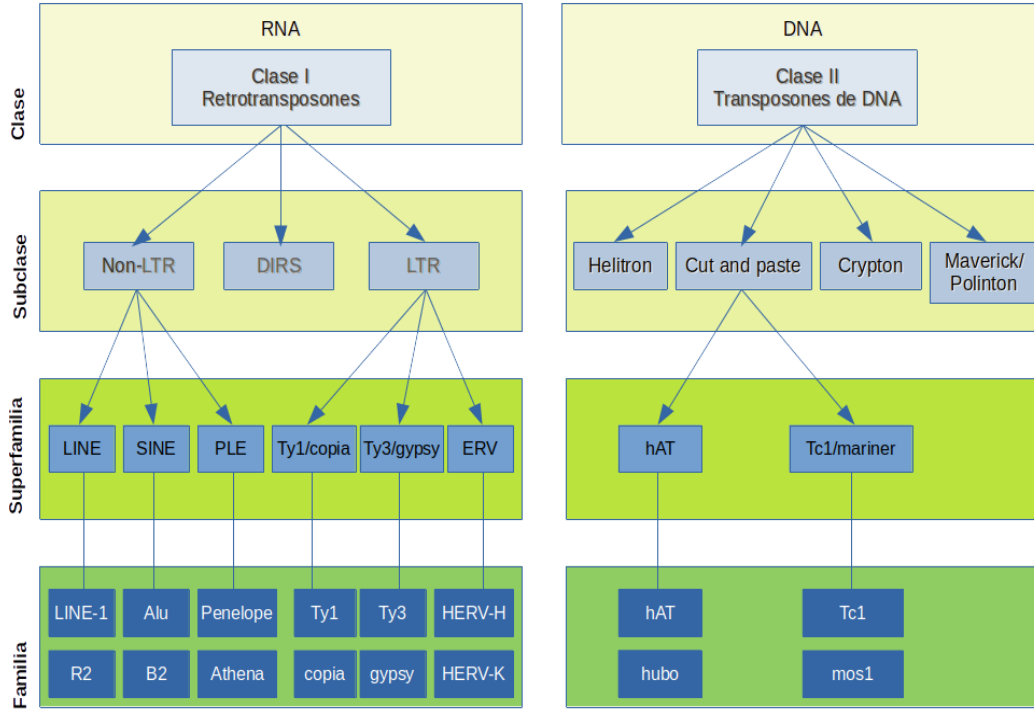 RNA
DNA
Clase
Clase I
Retrotransposones
Clase II
Transposones de DNA
Subclase
Non-LTR
DIRS
LTR
Helitron
Cut and paste
Crypton
Maverick/
Polinton
Superfamilia
LINE
SINE
PLE
Ty1/copia
Ty3/gypsy
ERV
hAT
Tc1/mariner
Familia
LINE-1
Alu
Penelope
Ty1
Ty3
HERV-H
hAT
Tc1
R2
B2
Athena
copia
gypsy
HERV-K
hubo
mos1